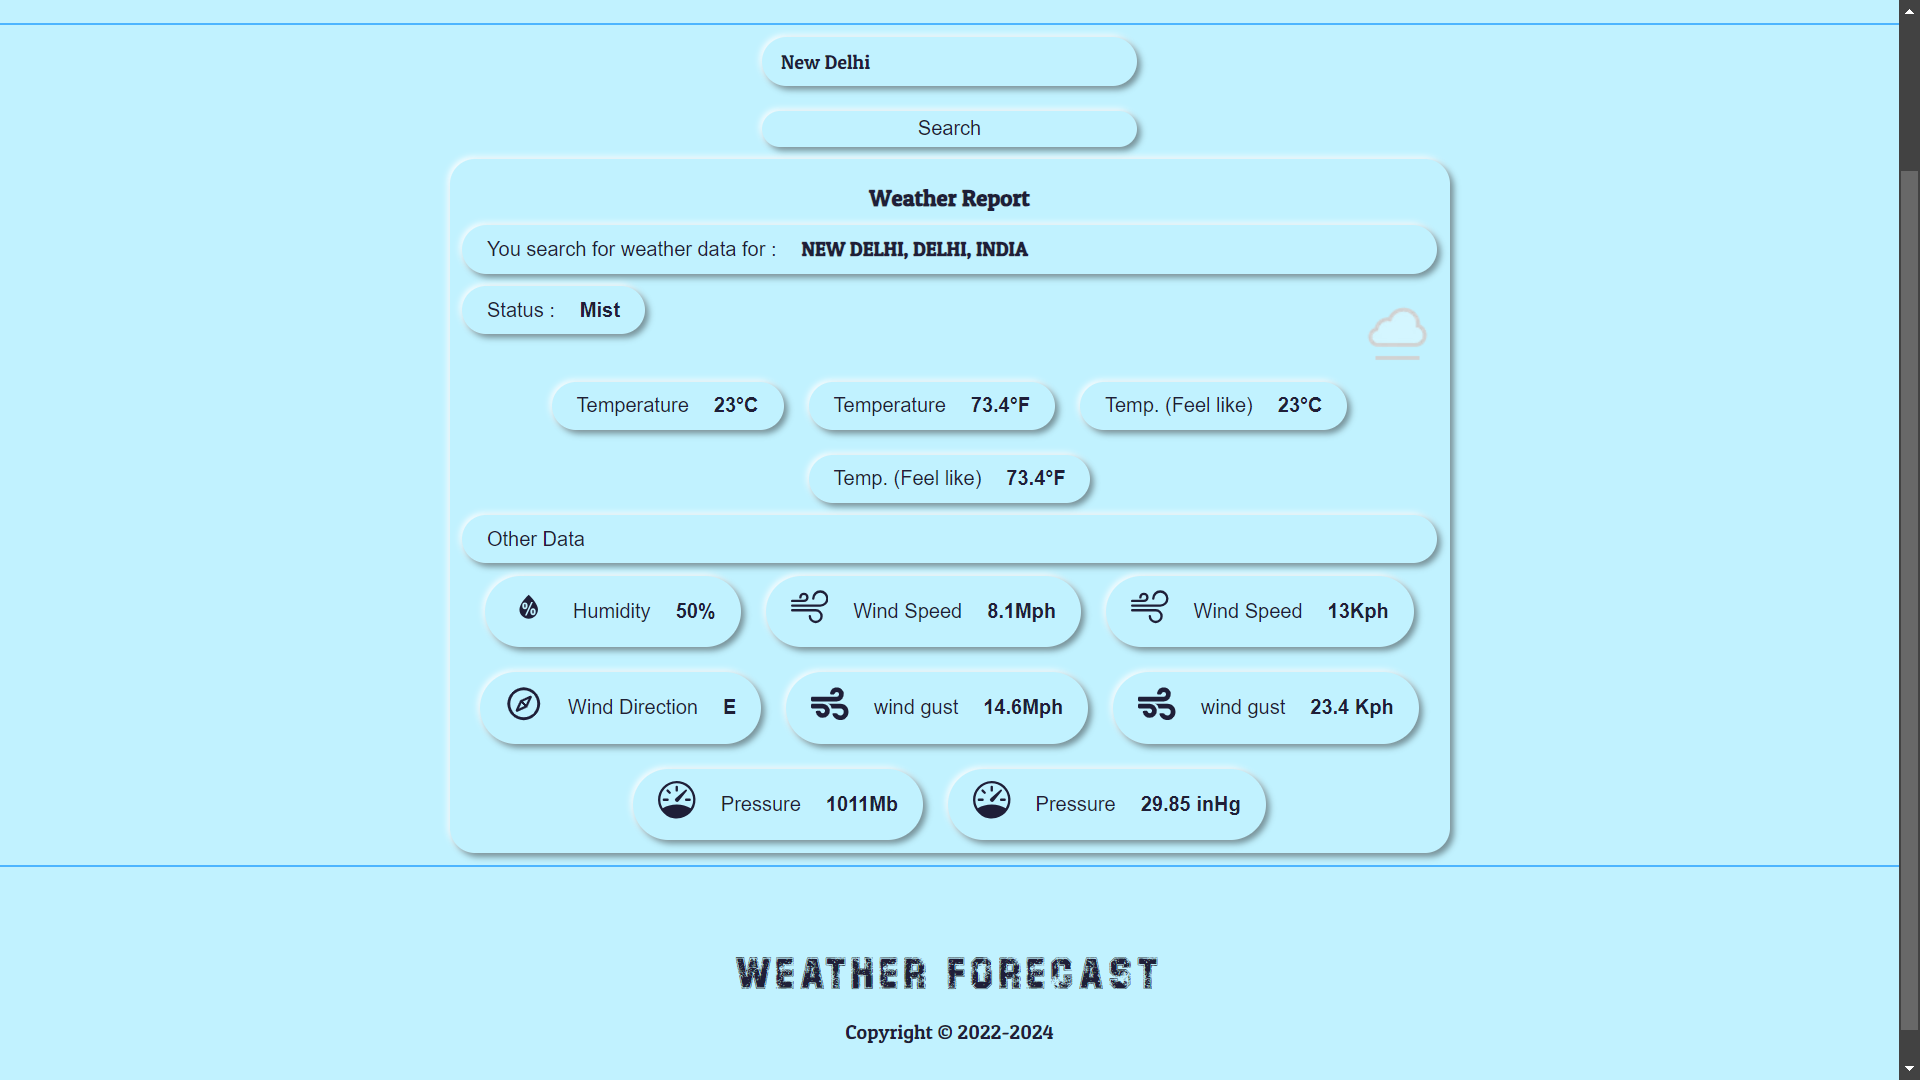 New Delhi
Search
Weather Report
You search for weather data for : NEW DELHI, DELHI, INDIA
Status : Mist
Temperature 23°C Temperature 73.4°F Temp. (Feel like) 23°C
Temp. (Feel like) 73.4°F
Other Data
% Humidity 50% Wind Speed 8.1Mph Wind Speed 13Kph
Wind Direction E wind gust 14.6Mph wind gust 23.4 Kph
Pressure 1011Mb Pressure 29.85 inHg
WEATHER FORECAST
Copyright © 2022-2024